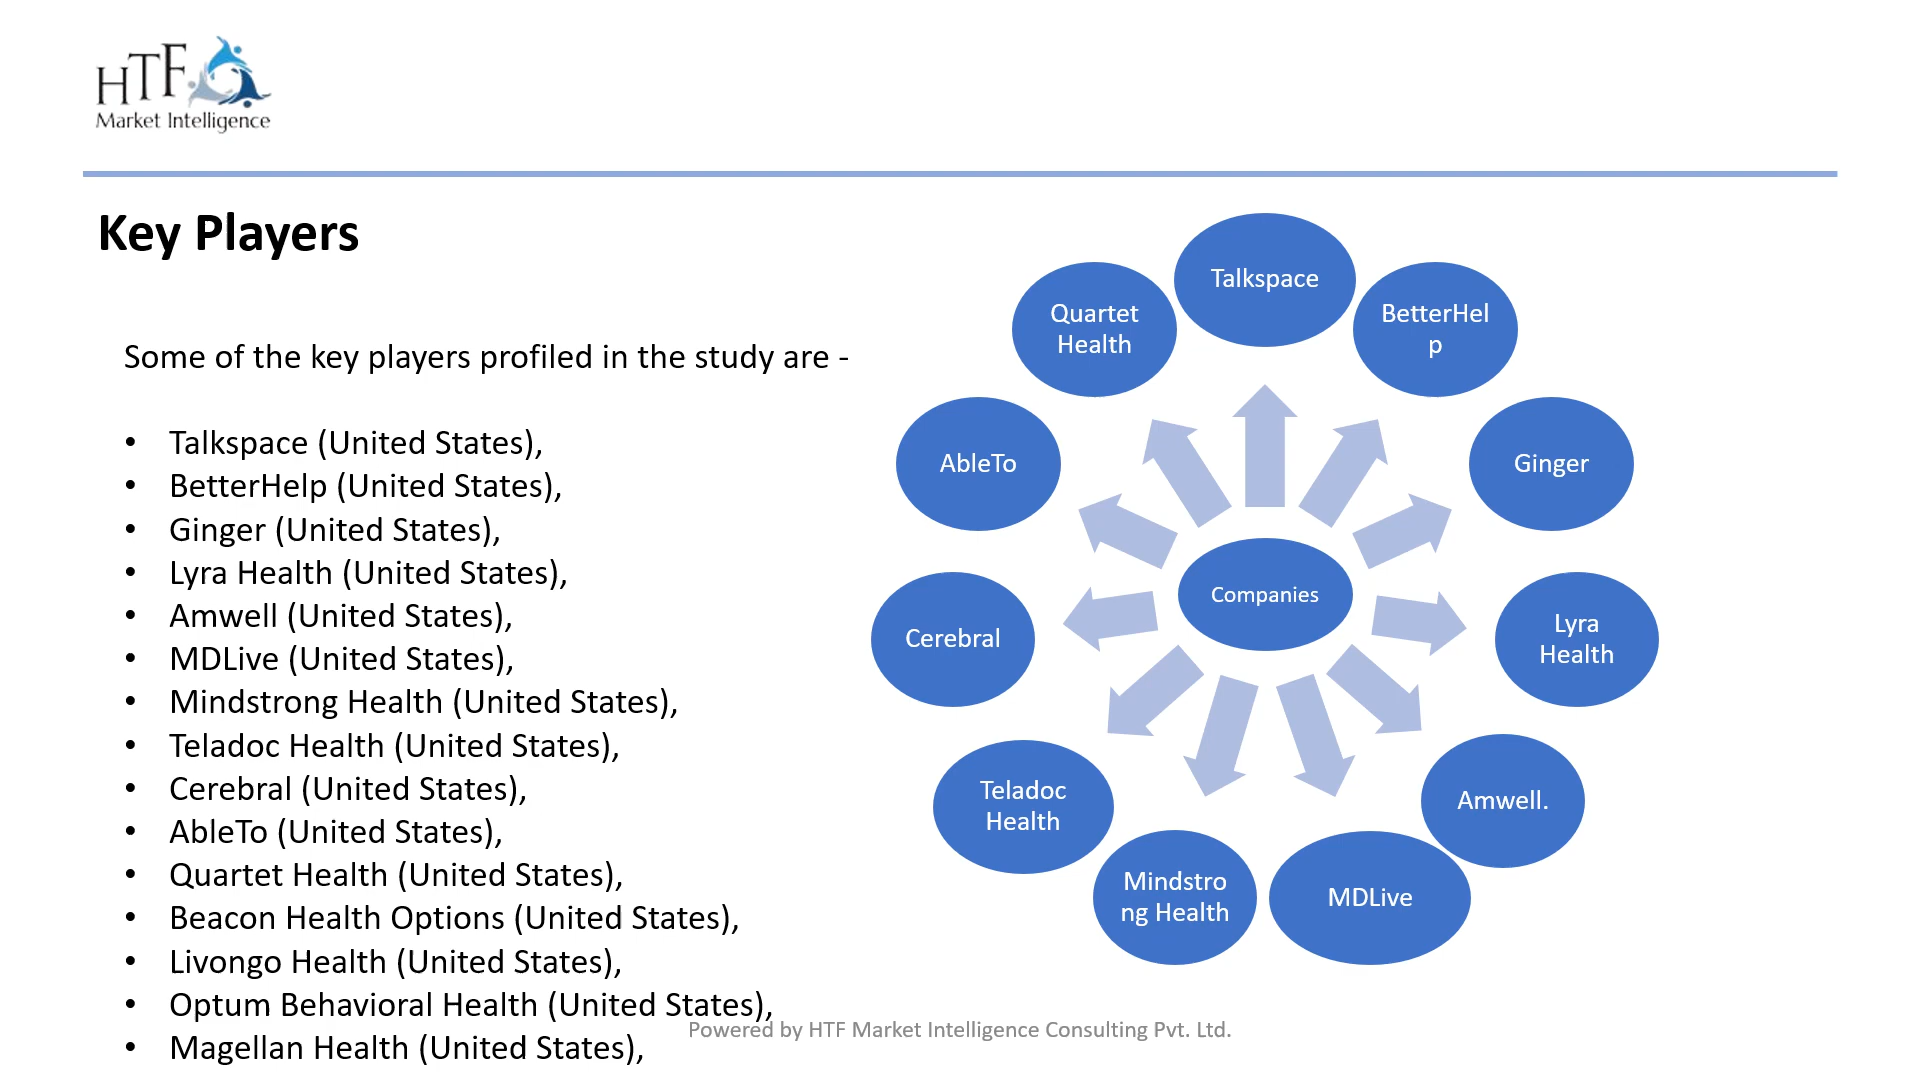 HTF
Market Intelligence
Key Players
Some of the key players profiled in the study are -
• Talkspace (United States),
• BetterHelp (United States),
• Ginger (United States),
• Lyra Health (United States),
• Amwell (United States),
• MDLive (United States),
• Mindstrong Health (United States),
• Teladoc Health (United States),
• Cerebral (United States),
• AbleTo (United States),
• Quartet Health (United States),
• Beacon Health Options (United States),
• Livongo Health (United States),
• Optum Behavioral Health (United States),
• Magellan Health (United States),
Talkspace
BetterHel
p
Ginger
Lyra
Health
Amwell.
MDLive
Mindstro
ng Health
Teladoc
Health
Cerebral
AbleTo
Quartet
Health
Companies
Powered by HTF Market Intelligence Consulting Pvt. Ltd.